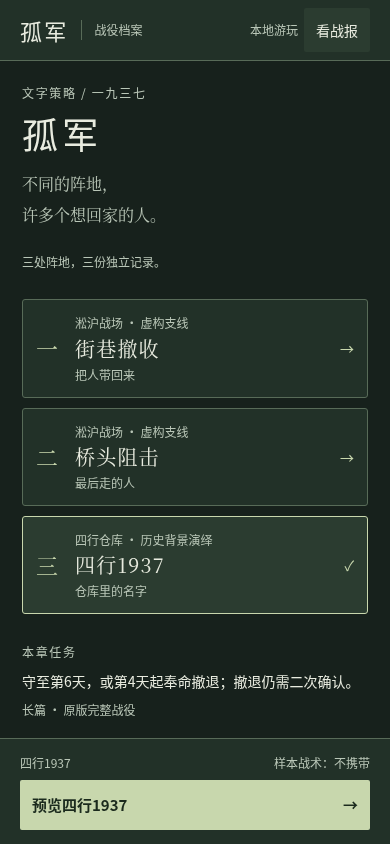 孤军
战役档案
本地游玩
看战报
文字策略 / 一九三七
孤军
不同的阵地，
许多个想回家的人。
三处阵地，三份独立记录。
一
淞沪战场 · 虚构支线
街巷撤收
把人带回来
→
二
淞沪战场 · 虚构支线
桥头阻击
最后走的人
→
三
四行仓库 · 历史背景演绎
四行1937
仓库里的名字
✓
本章任务
守至第6天，或第4天起奉命撤退；撤退仍需二次确认。
长篇 · 原版完整战役
四行1937
样本战术：不携带
预览四行1937
→